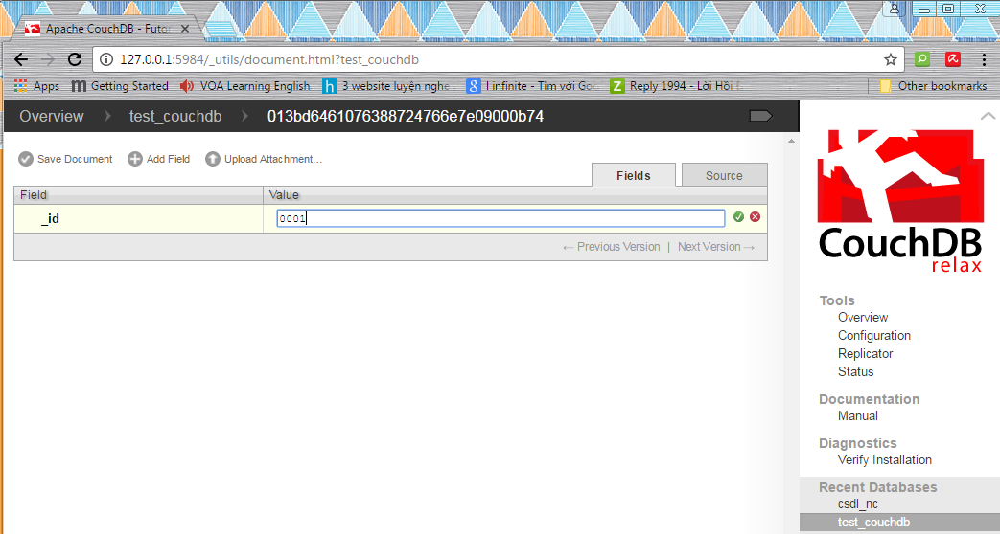 Apache CouchDB - Futon
127.0.0.1:5984/_utils/document.html?test_couchdb
Apps Getting Started VOA Learning English 3 website luyện nghe I infinite - Tìm với Goo Reply 1994 - Lời Hồi Đ Other bookmarks
Overview test_couchdb 013bd6461076388724766e7e09000b74
Save Document Add Field Upload Attachment...
Fields Source
Field Value
_id 0001
← Previous Version | Next Version →
CouchDB
relax
Tools
Overview
Configuration
Replicator
Status
Documentation
Manual
Diagnostics
Verify Installation
Recent Databases
csdl_nc
test_couchdb